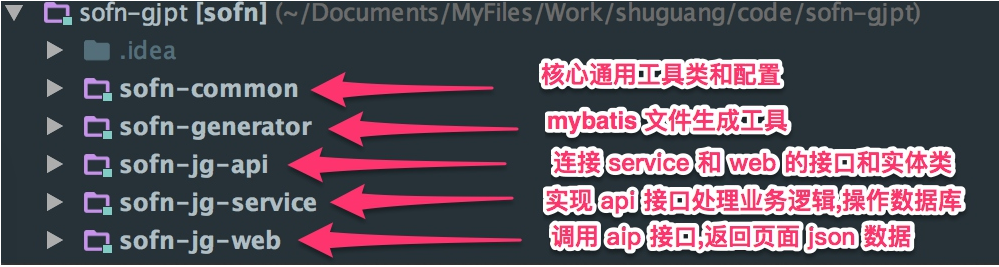 sofn-gjpt [sofn] (~/Documents/MyFiles/Work/shuguang/code/sofn-gjpt)
.idea
sofn-common 核心通用工具类和配置
sofn-generator mybatis 文件生成工具
sofn-jg-api 连接 service 和 web 的接口和实体类
sofn-jg-service 实现 api 接口处理业务逻辑,操作数据库
sofn-jg-web 调用 aip 接口,返回页面 json 数据